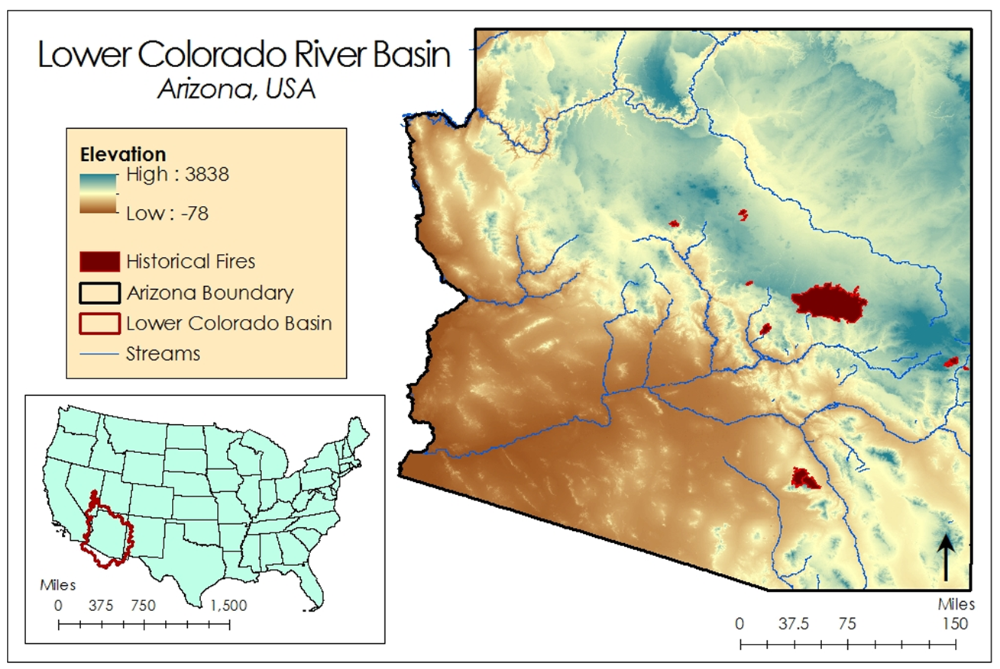 Lower Colorado River Basin
Arizona, USA
Elevation
High : 3838
Low : -78
Historical Fires
Arizona Boundary
Lower Colorado Basin
Streams
Miles
0 375 750 1,500
Miles
0 37.5 75 150